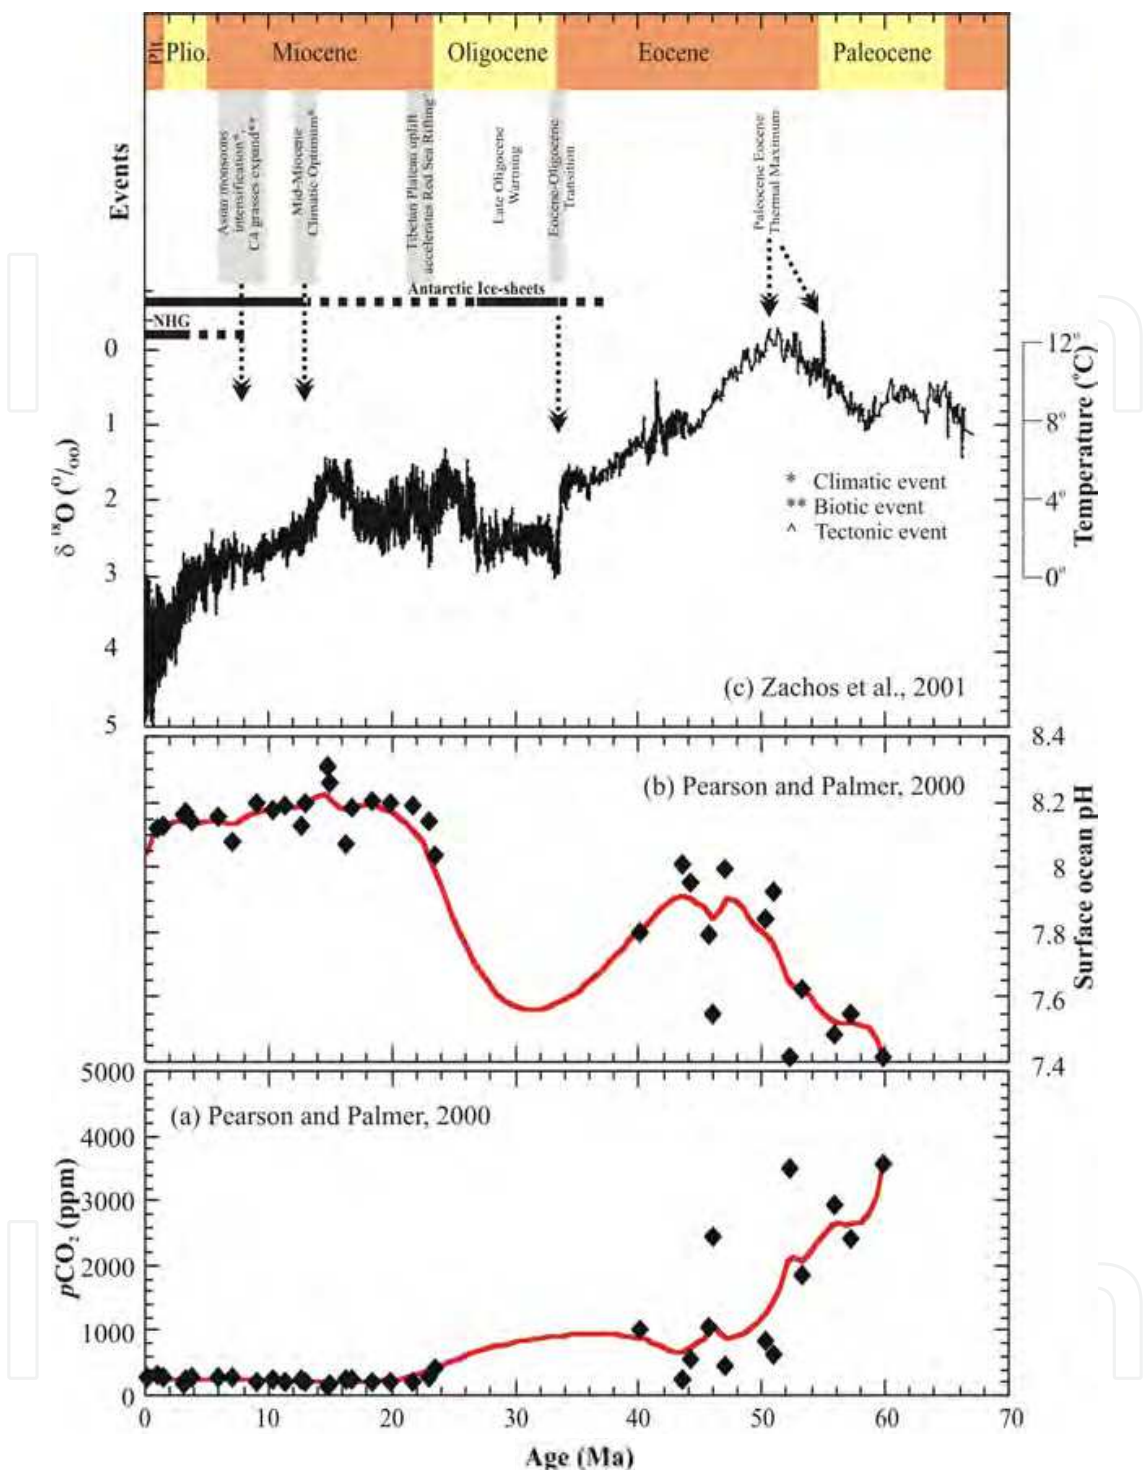 Plt.
Plio.
Miocene
Oligocene
Eocene
Paleocene
Events
Asian monsoons
intensification*,
C4 grasses expand**
Mid-Miocene
Climatic Optimum*
Tibetan Plateau uplift
accelerates Red Sea Rifting^
Late Oligocene
Warming
Eocene-Oligocene
Transition
Paleocene Eocene
Thermal Maximum
Antarctic Ice-sheets
NHG
0
1
2
3
4
5
δ ¹⁸O (⁰/₀₀)
12°
8°
4°
0°
Temperature (°C)
* Climatic event
** Biotic event
^ Tectonic event
(c) Zachos et al., 2001
(b) Pearson and Palmer, 2000
8.4
8.2
8
7.8
7.6
7.4
Surface ocean pH
(a) Pearson and Palmer, 2000
5000
4000
3000
2000
1000
0
pCO₂ (ppm)
0 10 20 30 40 50 60 70
Age (Ma)